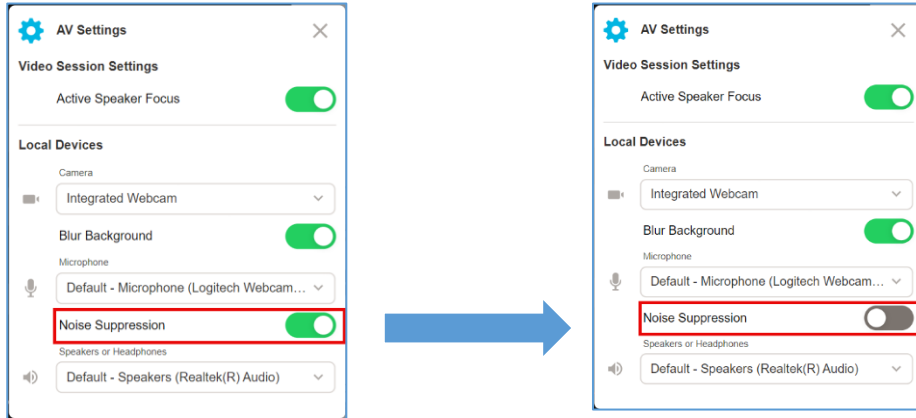 AV Settings
Video Session Settings
Active Speaker Focus
Local Devices
Camera
Integrated Webcam
Blur Background
Microphone
Default - Microphone (Logitech Webcam...
Noise Suppression
Speakers or Headphones
Default - Speakers (Realtek(R) Audio)
AV Settings
Video Session Settings
Active Speaker Focus
Local Devices
Camera
Integrated Webcam
Blur Background
Microphone
Default - Microphone (Logitech Webcam...
Noise Suppression
Speakers or Headphones
Default - Speakers (Realtek(R) Audio)